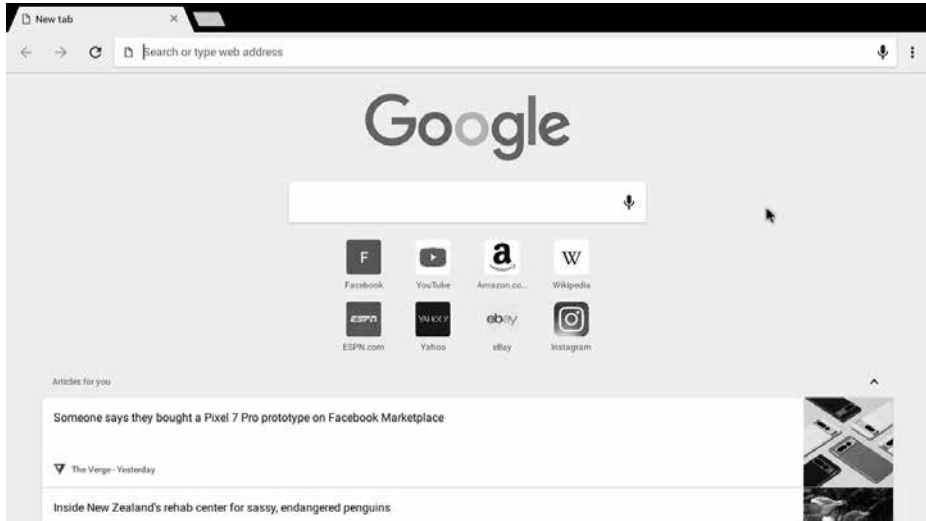 New tab
Search or type web address
Google
F
a
W
Facebook YouTube Amazon.co... Wikipedia
ESPN YAHOO! ebay
ESPN.com Yahoo eBay Instagram
Articles for you
Someone says they bought a Pixel 7 Pro prototype on Facebook Marketplace
The Verge - Yesterday
Inside New Zealand's rehab center for sassy, endangered penguins